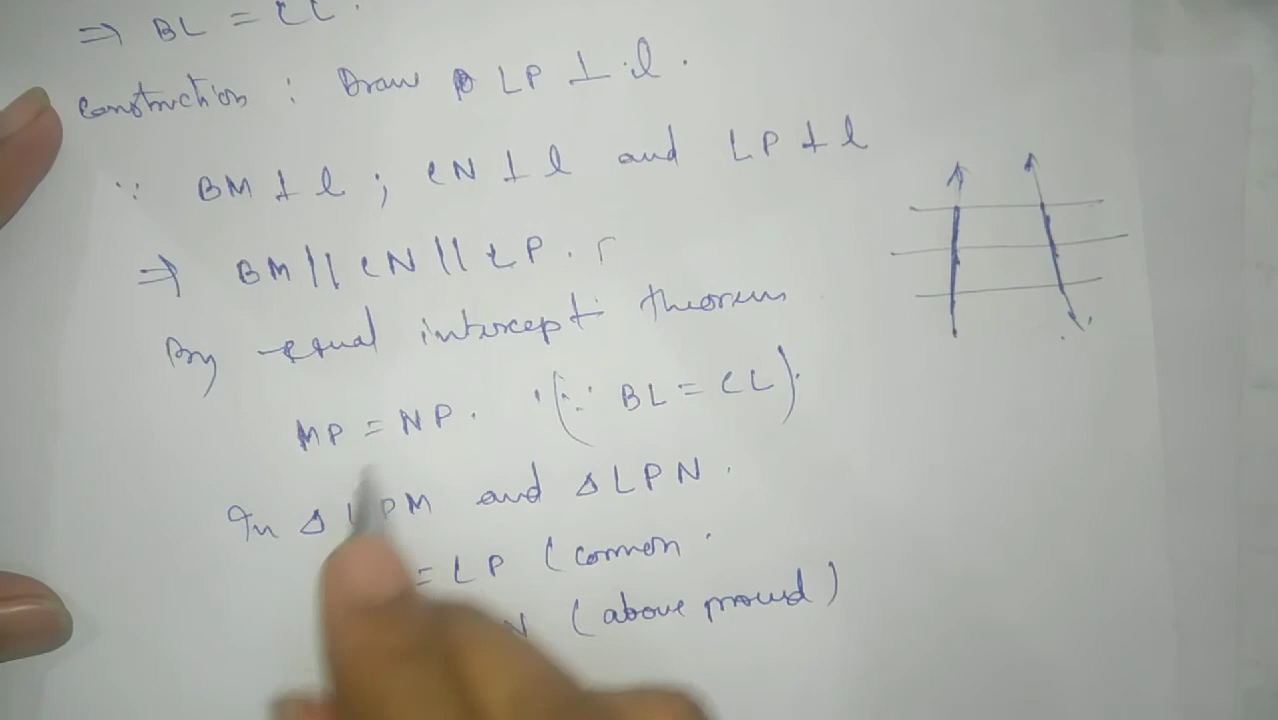 ⇒ BL = CL.
Construction : Draw LP ⊥ l .
∵ BM ⊥ l ; CN ⊥ l and LP ⊥ l
⇒ BM || CN || LP .
By equal intercept theorem
MP = NP . (∵ BL = CL).
In Δ LPM and Δ LPN .
= LP (common .
N (above proved)